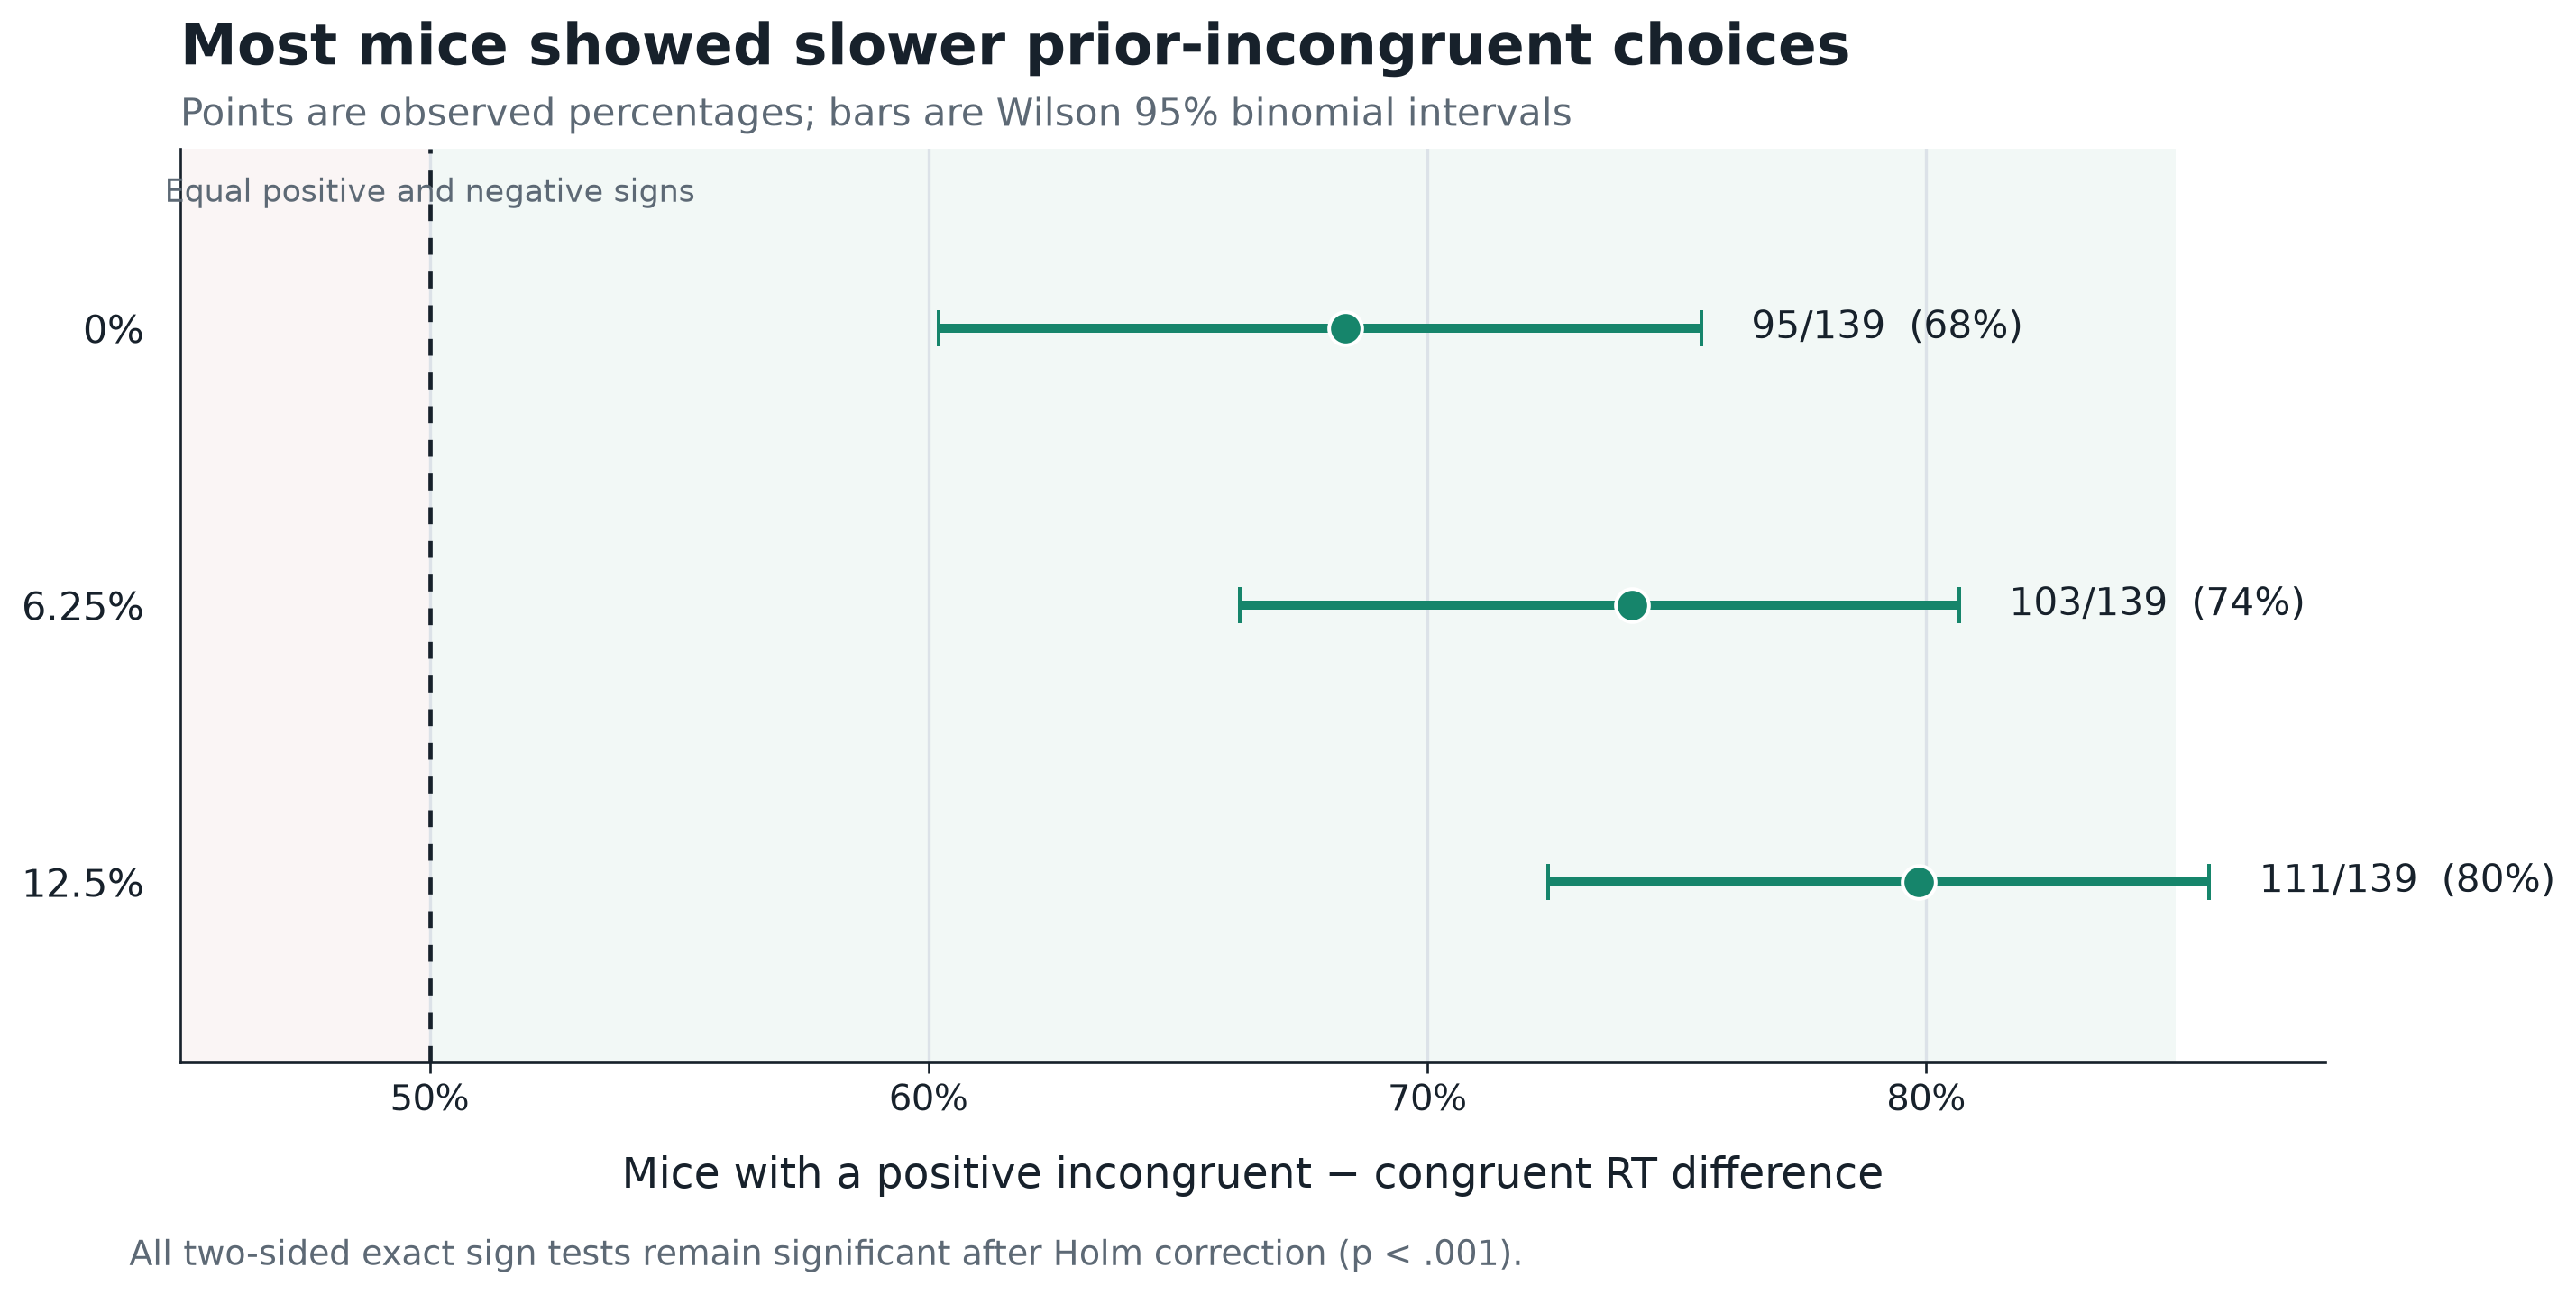 Most mice showed slower prior-incongruent choices
Points are observed percentages; bars are Wilson 95% binomial intervals
Equal positive and negative signs
0%
95/139 (68%)
6.25%
103/139 (74%)
12.5%
111/139 (80%)
50% 60% 70% 80%
Mice with a positive incongruent − congruent RT difference
All two-sided exact sign tests remain significant after Holm correction (p < .001).